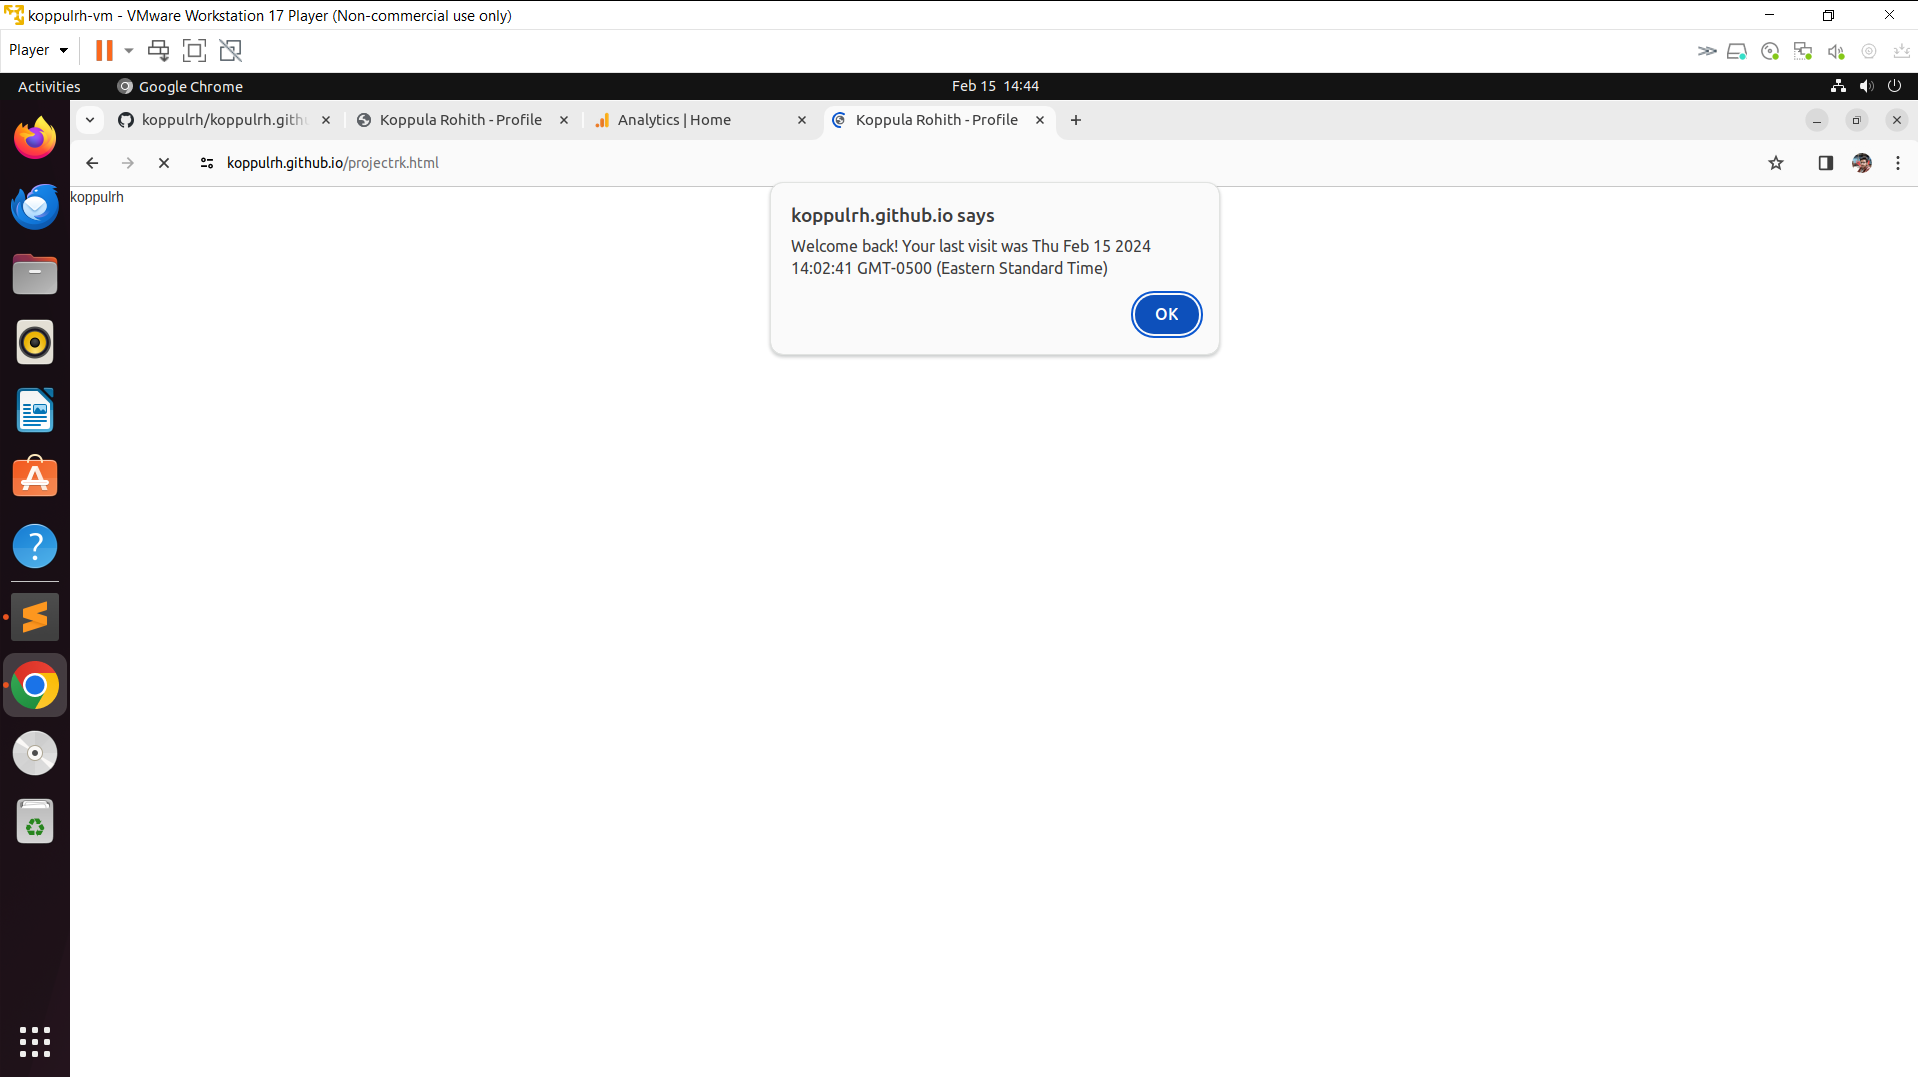 koppulrh-vm - VMware Workstation 17 Player (Non-commercial use only)
Player
Activities
Google Chrome
Feb 15 14:44
koppulrh/koppulrh.gith
Koppula Rohith - Profile
Analytics | Home
Koppula Rohith - Profile
koppulrh.github.io/projectrk.html
koppulrh
koppulrh.github.io says
Welcome back! Your last visit was Thu Feb 15 2024
14:02:41 GMT-0500 (Eastern Standard Time)
OK